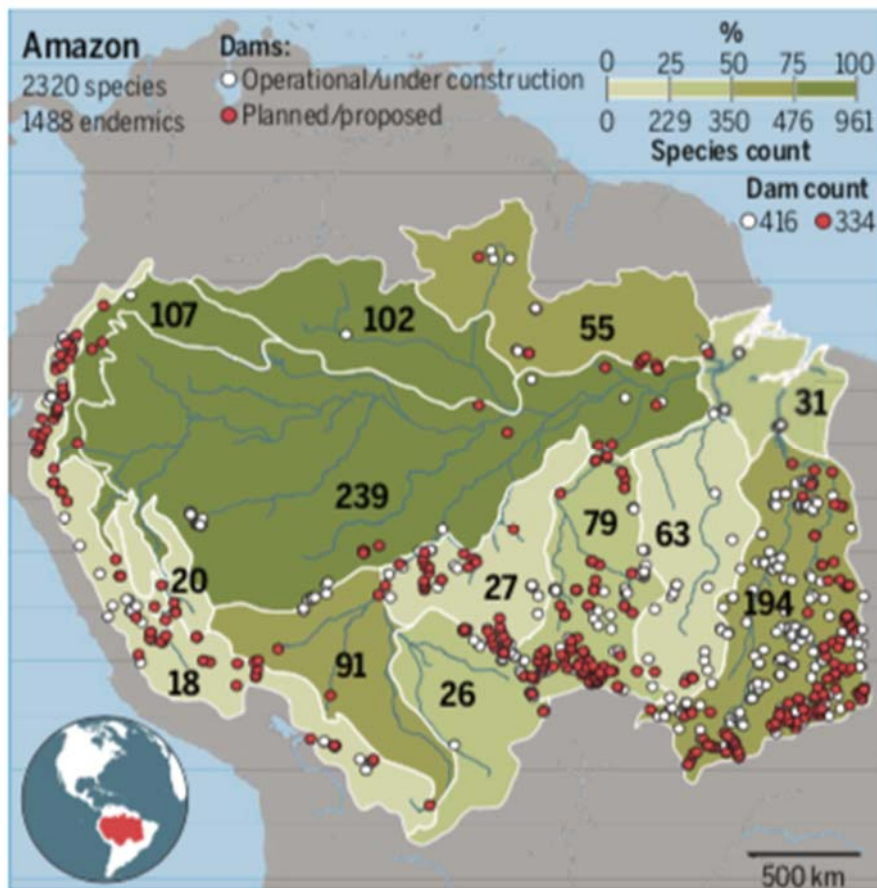 Amazon
2320 species
1488 endemics
Dams:
Operational/under construction
Planned/proposed
%
0 25 50 75 100
0 229 350 476 961
Species count
Dam count
416 334
107
102
55
31
239
79
63
20
27
194
18
91
26
500 km